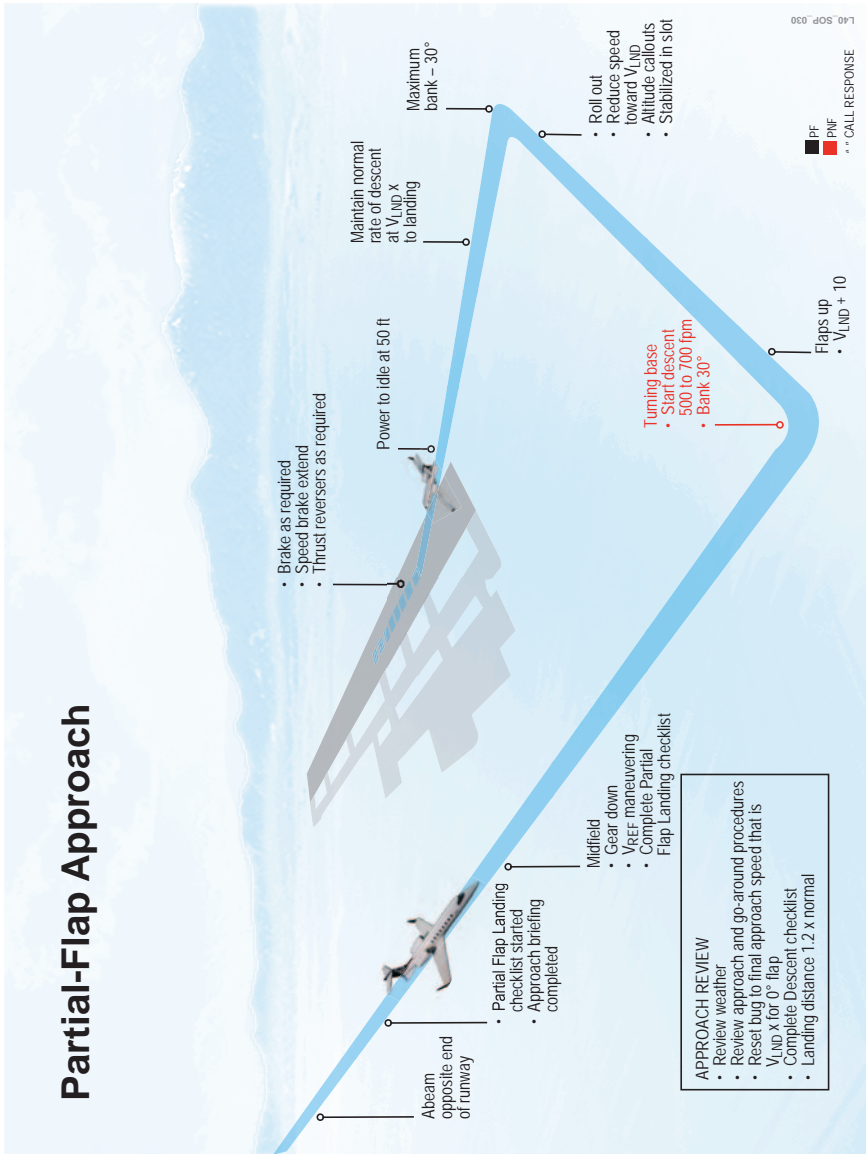 Partial-Flap Approach
Abeam
opposite end
of runway
• Partial Flap Landing
checklist started
• Approach briefing
completed
Midfield
• Gear down
• VREF maneuvering
• Complete Partial
Flap Landing checklist
Turning base
• Start descent
500 to 700 fpm
• Bank 30°
Flaps up
• VLND + 10
• Roll out
• Reduce speed
toward VLND
• Altitude callouts
• Stabilized in slot
Maximum
bank – 30°
Maintain normal
rate of descent
at VLND x
to landing
Power to idle at 50 ft
• Brake as required
• Speed brake extend
• Thrust reversers as required
APPROACH REVIEW
• Review weather
• Review approach and go-around procedures
• Reset bug to final approach speed that is
VLND x for 0° flap
• Complete Descent checklist
• Landing distance 1.2 x normal
PF
PNF
" " CALL RESPONSE
L40_SOP_030